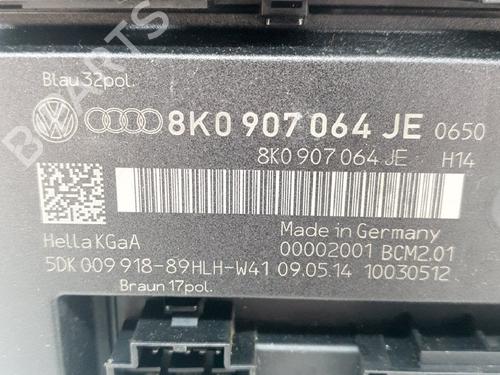 Blau 32pol.
8K0 907 064 JE 0650
8K0 907 064 JE H14
Made in Germany
Hella KGaA 00002001 BCM2.01
5DK 009 918-89HLH-W41 09.05.14 10030512
Braun 17pol.